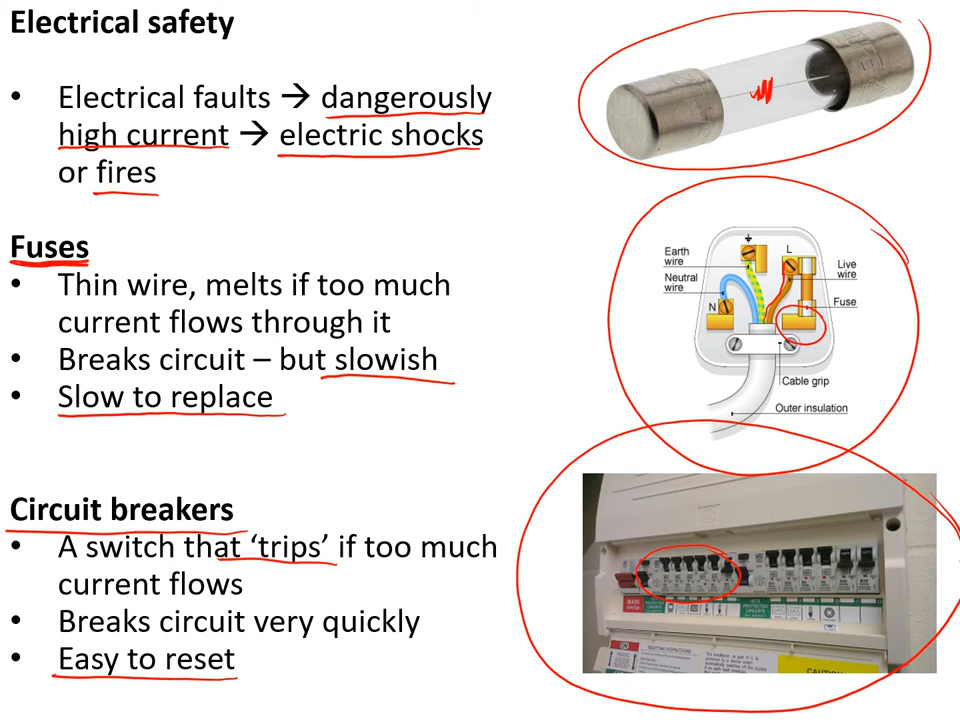 Electrical safety
• Electrical faults → dangerously
high current → electric shocks
or fires
Fuses
• Thin wire, melts if too much
current flows through it
• Breaks circuit – but slowish
• Slow to replace
Earth
wire
Neutral
wire
L
Live
wire
Fuse
N
Cable grip
Outer insulation
Circuit breakers
• A switch that ‘trips’ if too much
current flows
• Breaks circuit very quickly
• Easy to reset
CAUTION